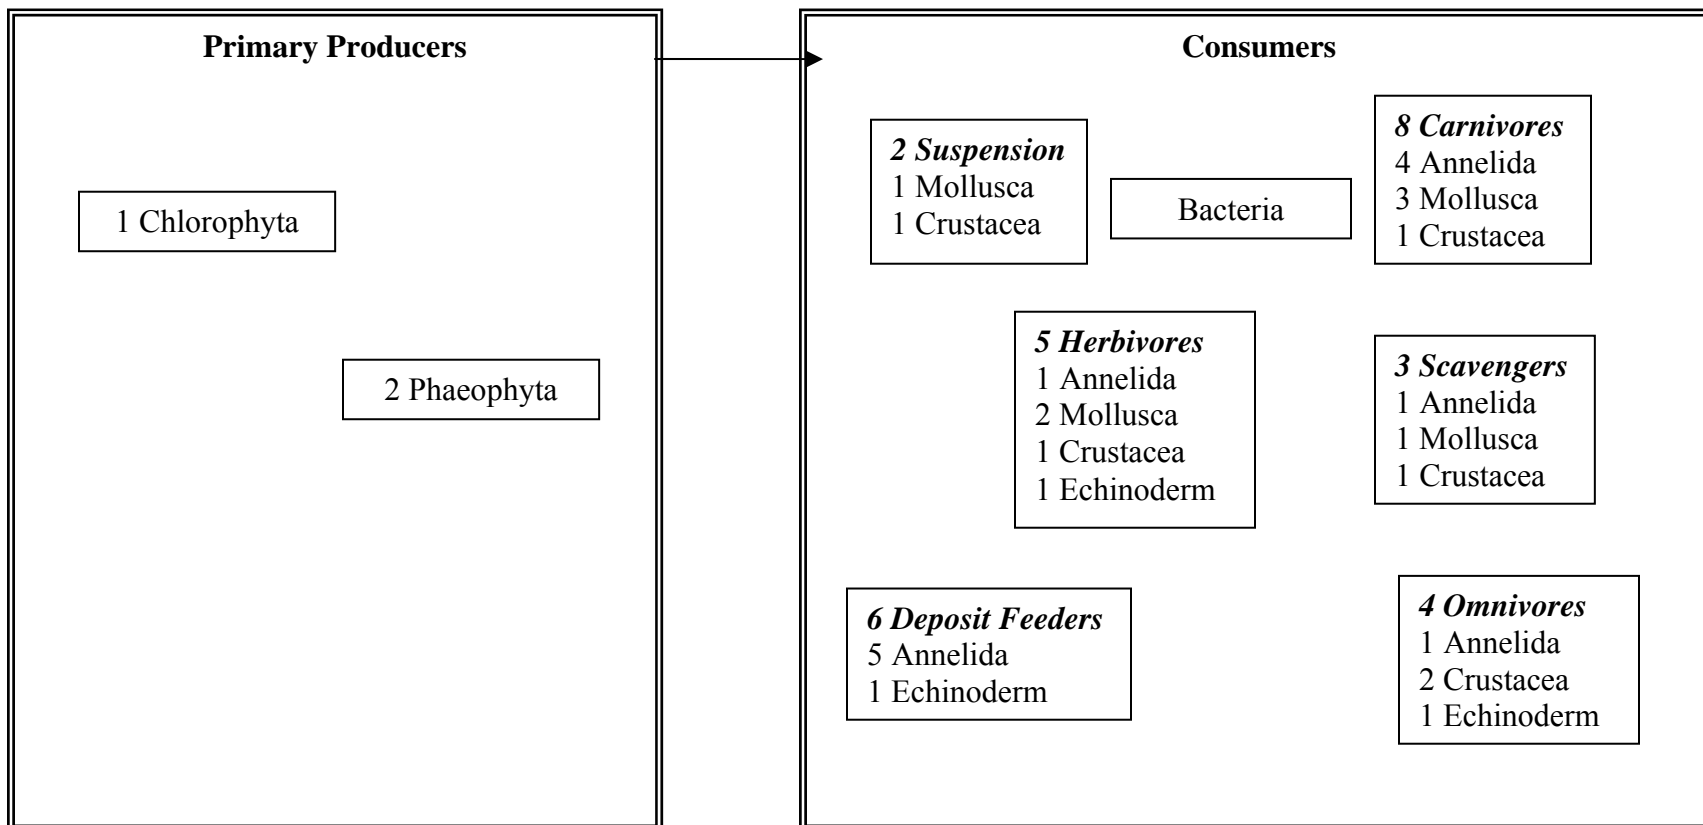 Primary Producers
1 Chlorophyta
2 Phaeophyta
Consumers
2 Suspension
1 Mollusca
1 Crustacea
Bacteria
8 Carnivores
4 Annelida
3 Mollusca
1 Crustacea
5 Herbivores
1 Annelida
2 Mollusca
1 Crustacea
1 Echinoderm
3 Scavengers
1 Annelida
1 Mollusca
1 Crustacea
6 Deposit Feeders
5 Annelida
1 Echinoderm
4 Omnivores
1 Annelida
2 Crustacea
1 Echinoderm